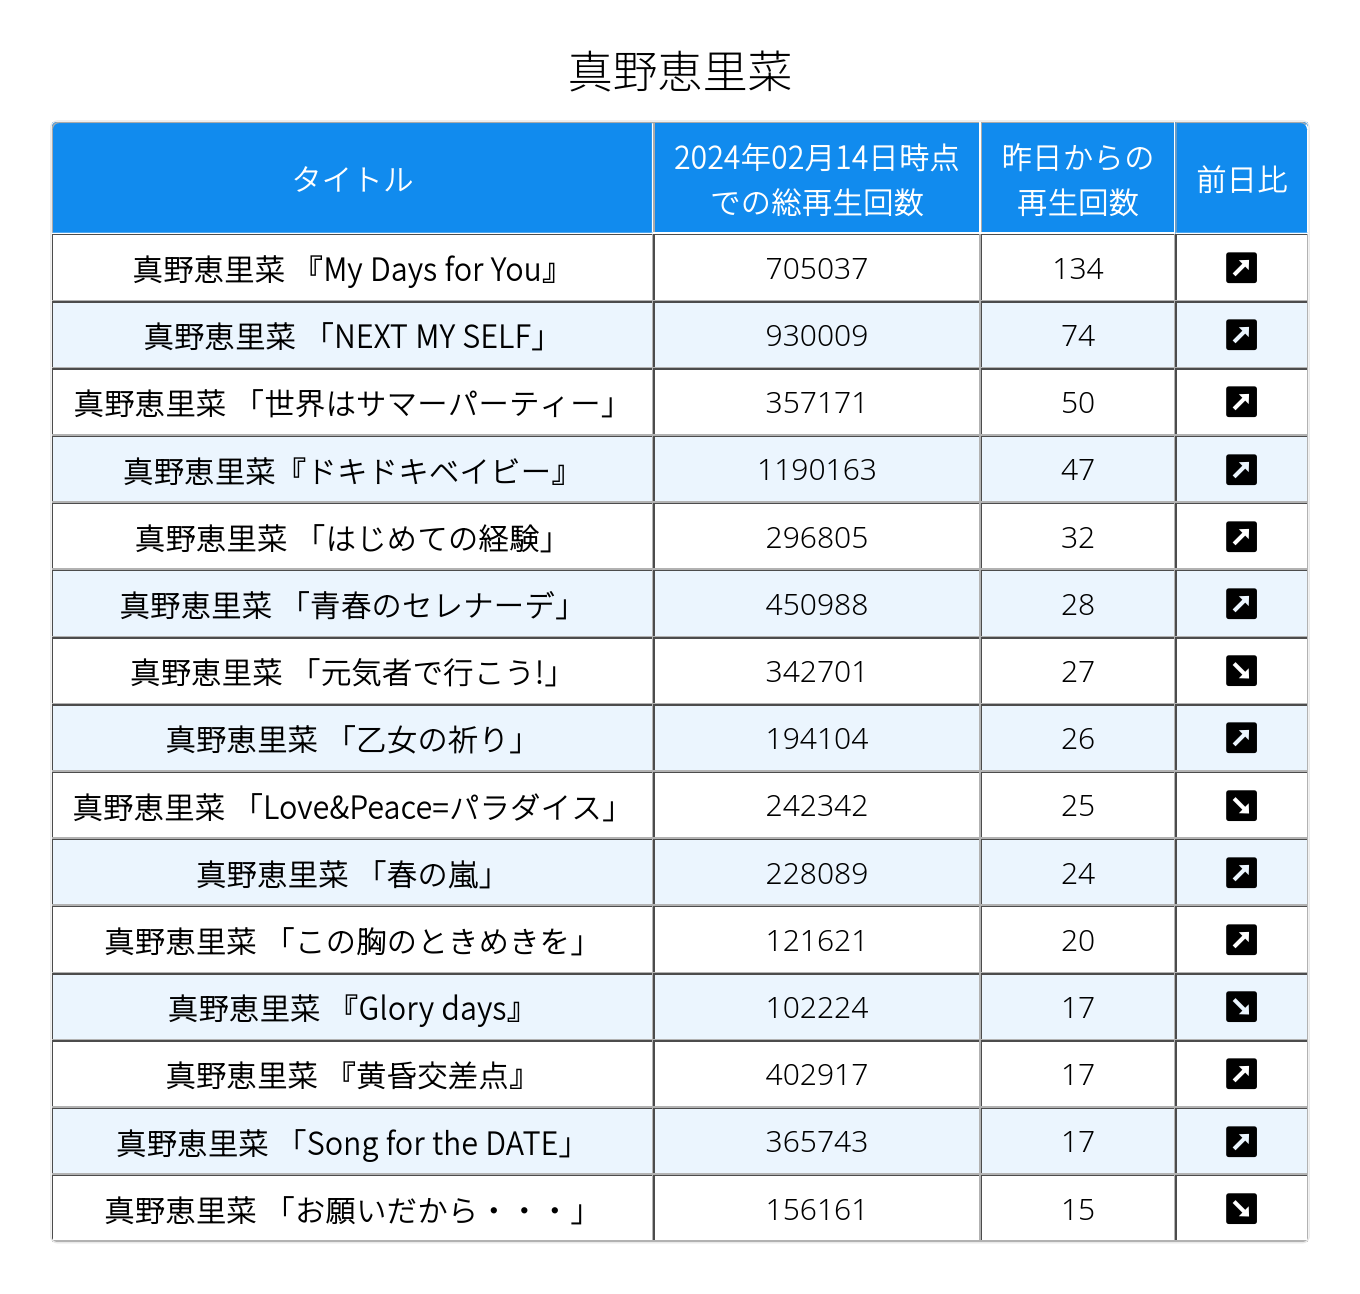 真野恵里菜
タイトル
2024年02月14日時点
での総再生回数
昨日からの
再生回数
前日比
真野恵里菜 『My Days for You』 705037 134 ↗
真野恵里菜 「NEXT MY SELF」 930009 74 ↗
真野恵里菜 「世界はサマーパーティー」 357171 50 ↗
真野恵里菜『ドキドキベイビー』 1190163 47 ↗
真野恵里菜 「はじめての経験」 296805 32 ↗
真野恵里菜 「青春のセレナーデ」 450988 28 ↗
真野恵里菜 「元気者で行こう!」 342701 27 ↘
真野恵里菜 「乙女の祈り」 194104 26 ↗
真野恵里菜 「Love&Peace=パラダイス」 242342 25 ↘
真野恵里菜 「春の嵐」 228089 24 ↗
真野恵里菜 「この胸のときめきを」 121621 20 ↗
真野恵里菜 『Glory days』 102224 17 ↘
真野恵里菜 『黄昏交差点』 402917 17 ↗
真野恵里菜 「Song for the DATE」 365743 17 ↗
真野恵里菜 「お願いだから・・・」 156161 15 ↘